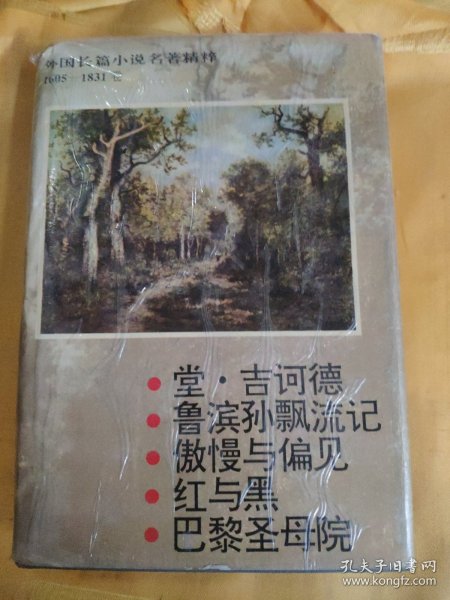 外国长篇小说名著精粹
1605—1831
堂·吉诃德
鲁滨孙飘流记
傲慢与偏见
红与黑
巴黎圣母院
孔夫子旧书网
www.kongfz.com